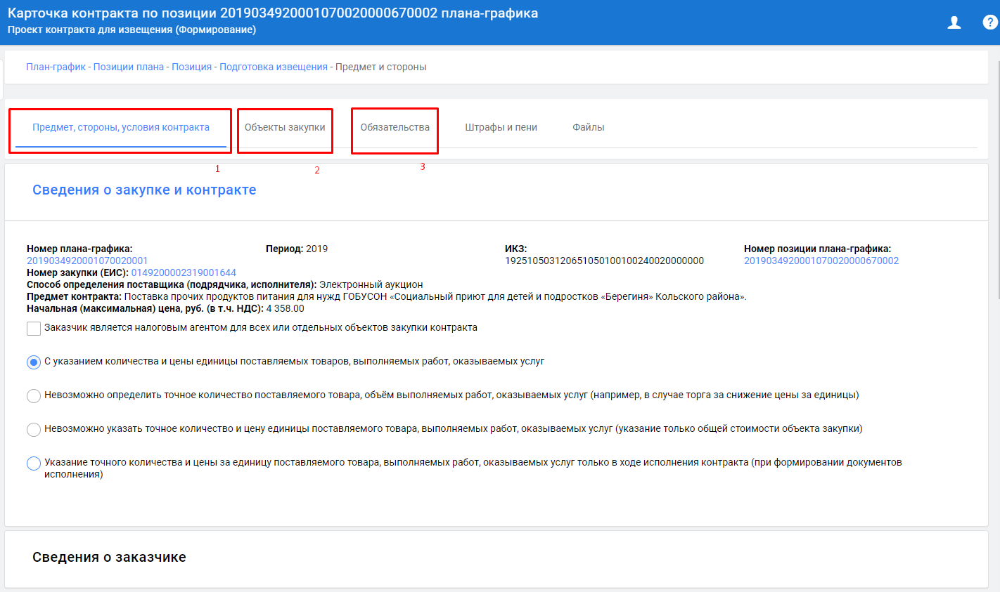 Карточка контракта по позиции 2019034920001070020000670002 плана-графика
Проект контракта для извещения (Формирование)
План-график - Позиции плана - Позиция - Подготовка извещения - Предмет и стороны
Предмет, стороны, условия контракта Объекты закупки Обязательства Штрафы и пени Файлы
1 2 3
Сведения о закупке и контракте
Номер плана-графика: Период: 2019 ИКЗ: Номер позиции плана-графика:
2019034920001070020001 192510503120651050100100240020000000 2019034920001070020000670002
Номер закупки (ЕИС): 0149200002319001644
Способ определения поставщика (подрядчика, исполнителя): Электронный аукцион
Предмет контракта: Поставка прочих продуктов питания для нужд ГОБУСОН «Социальный приют для детей и подростков «Берегиня» Кольского района».
Начальная (максимальная) цена, руб. (в т.ч. НДС): 4 358.00
Заказчик является налоговым агентом для всех или отдельных объектов закупки контракта
С указанием количества и цены единицы поставляемых товаров, выполняемых работ, оказываемых услуг
Невозможно определить точное количество поставляемого товара, объём выполняемых работ, оказываемых услуг (например, в случае торга за снижение цены за единицы)
Невозможно указать точное количество и цену единицы поставляемого товара, выполняемых работ, оказываемых услуг (указание только общей стоимости объекта закупки)
Указание точного количества и цены за единицу поставляемого товара, выполняемых работ, оказываемых услуг только в ходе исполнения контракта (при формировании документов
исполнения)
Сведения о заказчике